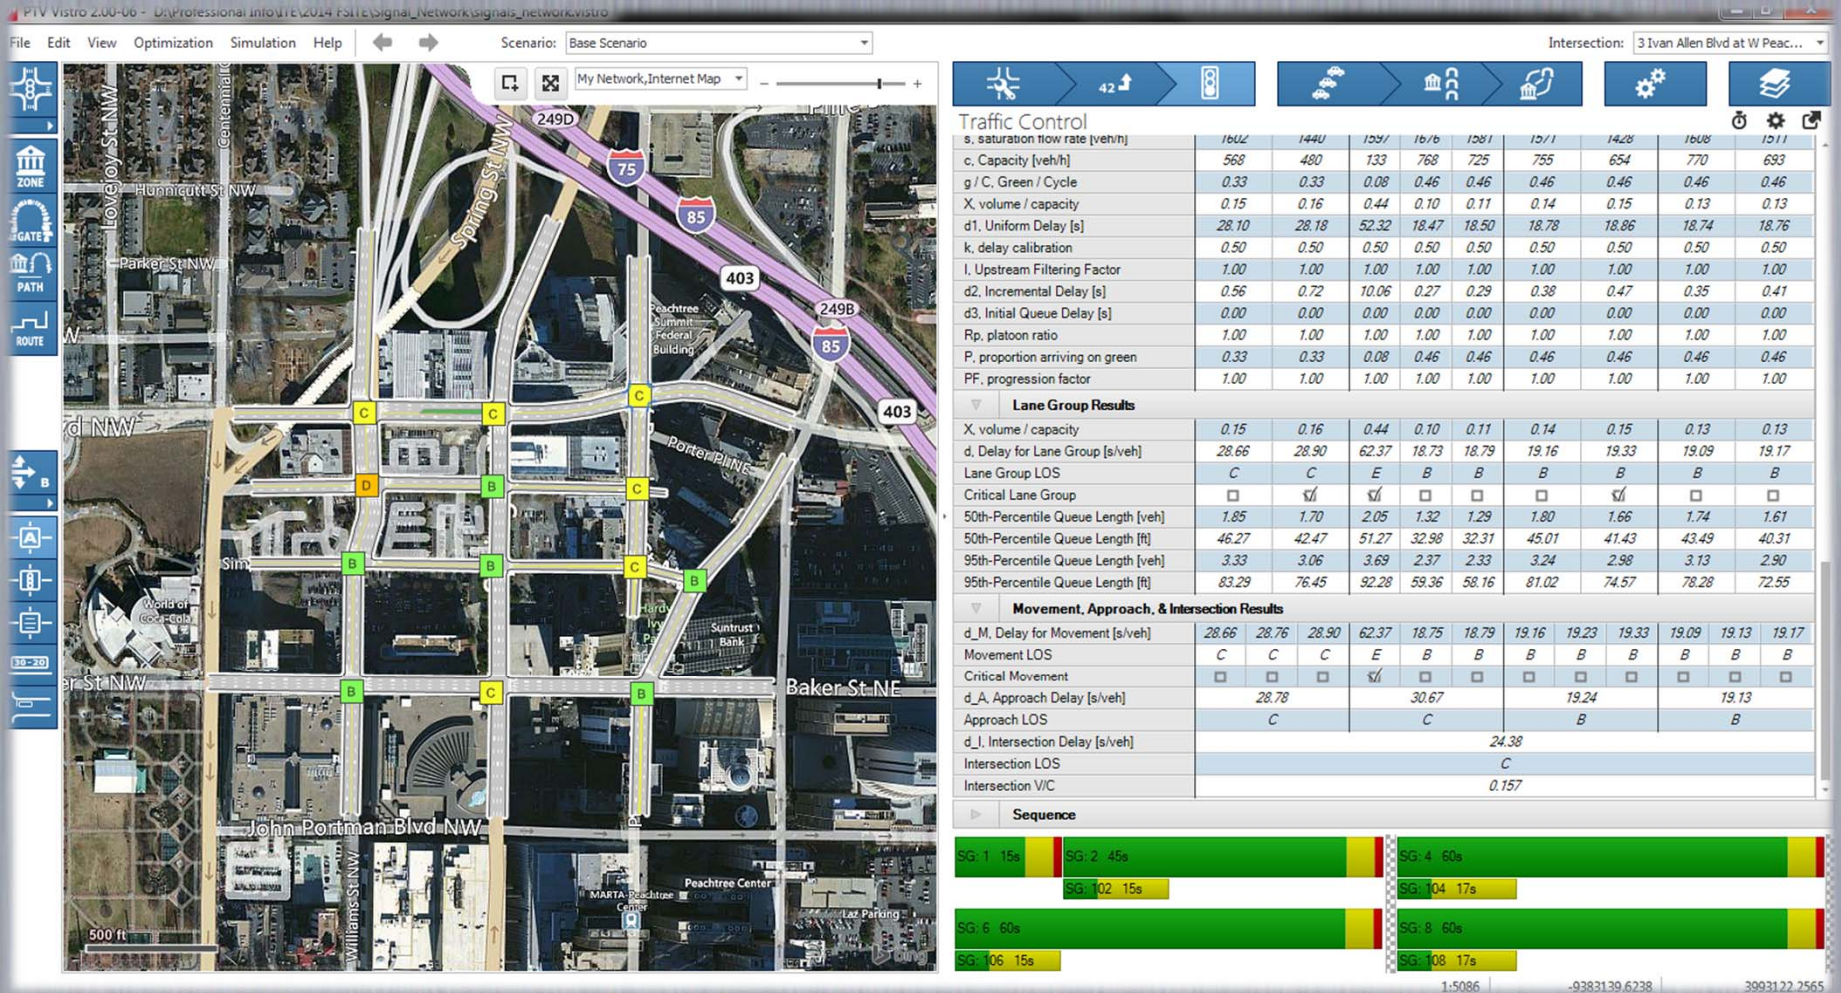 PTV Vistro 2.00-06 - D:\Professional Info\ITE\2014 FSITE\Signal_Network\signals_network.vistro
File Edit View Optimization Simulation Help
Scenario: Base Scenario
Intersection: 3 Ivan Allen Blvd at W Peac...
My Network,Internet Map
− +
42
ZONE
GATE
PATH
ROUTE
B
A
30-20
Lovejoy St NW
Centennial
Hunnicutt St NW
Parker St NW
Spring St NW
249D
75
85
403
249B
85
403
Peachtree
Summit
Federal
Building
C C C
rd NW
Porter Pl NE
D B C
Sim
B B C B
World of
Coca-Cola
Hardy
Ivy
Pa
Suntrust
Bank
er St NW
B C B
Baker St NE
John Portman Blvd NW
Williams St NW
MARTA-Peachtree
Center
Peachtree Center
Laz Parking
500 ft
bing
Traffic Control
s, saturation flow rate [veh/h] 1602 1440 1597 1676 1581 1571 1428 1608 1511
c, Capacity [veh/h] 568 480 133 768 725 755 654 770 693
g / C, Green / Cycle 0.33 0.33 0.08 0.46 0.46 0.46 0.46 0.46 0.46
X, volume / capacity 0.15 0.16 0.44 0.10 0.11 0.14 0.15 0.13 0.13
d1, Uniform Delay [s] 28.10 28.18 52.32 18.47 18.50 18.78 18.86 18.74 18.76
k, delay calibration 0.50 0.50 0.50 0.50 0.50 0.50 0.50 0.50 0.50
I, Upstream Filtering Factor 1.00 1.00 1.00 1.00 1.00 1.00 1.00 1.00 1.00
d2, Incremental Delay [s] 0.56 0.72 10.06 0.27 0.29 0.38 0.47 0.35 0.41
d3, Initial Queue Delay [s] 0.00 0.00 0.00 0.00 0.00 0.00 0.00 0.00 0.00
Rp, platoon ratio 1.00 1.00 1.00 1.00 1.00 1.00 1.00 1.00 1.00
P, proportion arriving on green 0.33 0.33 0.08 0.46 0.46 0.46 0.46 0.46 0.46
PF, progression factor 1.00 1.00 1.00 1.00 1.00 1.00 1.00 1.00 1.00
Lane Group Results
X, volume / capacity 0.15 0.16 0.44 0.10 0.11 0.14 0.15 0.13 0.13
d, Delay for Lane Group [s/veh] 28.66 28.90 62.37 18.73 18.79 19.16 19.33 19.09 19.17
Lane Group LOS C C E B B B B B B
Critical Lane Group
50th-Percentile Queue Length [veh] 1.85 1.70 2.05 1.32 1.29 1.80 1.66 1.74 1.61
50th-Percentile Queue Length [ft] 46.27 42.47 51.27 32.98 32.31 45.01 41.43 43.49 40.31
95th-Percentile Queue Length [veh] 3.33 3.06 3.69 2.37 2.33 3.24 2.98 3.13 2.90
95th-Percentile Queue Length [ft] 83.29 76.45 92.28 59.36 58.16 81.02 74.57 78.28 72.55
Movement, Approach, & Intersection Results
d_M, Delay for Movement [s/veh] 28.66 28.76 28.90 62.37 18.75 18.79 19.16 19.23 19.33 19.09 19.13 19.17
Movement LOS C C C E B B B B B B B B
Critical Movement
d_A, Approach Delay [s/veh] 28.78 30.67 19.24 19.13
Approach LOS C C B B
d_I, Intersection Delay [s/veh] 24.38
Intersection LOS C
Intersection V/C 0.157
Sequence
SG: 1 15s SG: 2 45s SG: 4 60s
SG: 102 15s SG: 104 17s
SG: 6 60s SG: 8 60s
SG: 106 15s SG: 108 17s
1:5086 -9383139.6238 3993122.2565